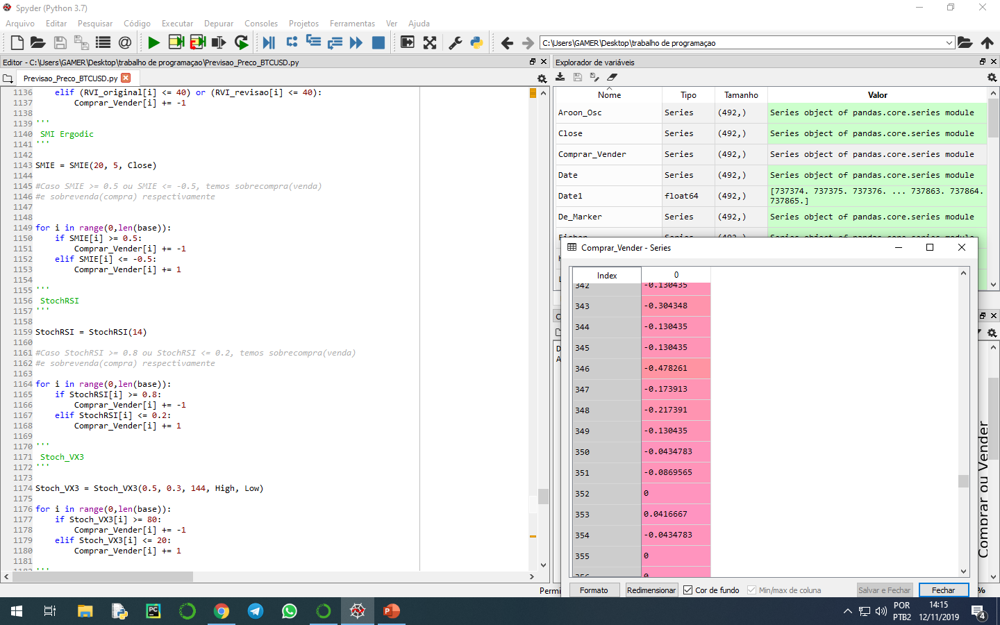 Spyder (Python 3.7)
Arquivo Editar Pesquisar Código Executar Depurar Consoles Projetos Ferramentas Ver Ajuda
C:\Users\GAMER\Desktop\trabalho de programaçao
Editor - C:\Users\GAMER\Desktop\trabalho de programaçao\Previsao_Preco_BTCUSD.py
Previsao_Preco_BTCUSD.py
1136 elif (RVI_original[i] <= 40) or (RVI_revisao[i] <= 40):
1137 Comprar_Vender[i] += -1
1138
1139 '''
1140 SMI Ergodic
1141 '''
1142
1143 SMIE = SMIE(20, 5, Close)
1144
1145 #Caso SMIE >= 0.5 ou SMIE <= -0.5, temos sobrecompra(venda)
1146 #e sobrevenda(compra) respectivamente
1147
1148
1149 for i in range(0,len(base)):
1150 if SMIE[i] >= 0.5:
1151 Comprar_Vender[i] += -1
1152 elif SMIE[i] <= -0.5:
1153 Comprar_Vender[i] += 1
1154
1155 '''
1156 StochRSI
1157 '''
1158
1159 StochRSI = StochRSI(14)
1160
1161 #Caso StochRSI >= 0.8 ou StochRSI <= 0.2, temos sobrecompra(venda)
1162 #e sobrevenda(compra) respectivamente
1163
1164 for i in range(0,len(base)):
1165 if StochRSI[i] >= 0.8:
1166 Comprar_Vender[i] += -1
1167 elif StochRSI[i] <= 0.2:
1168 Comprar_Vender[i] += 1
1169
1170 '''
1171 Stoch_VX3
1172 '''
1173
1174 Stoch_VX3 = Stoch_VX3(0.5, 0.3, 144, High, Low)
1175
1176 for i in range(0,len(base)):
1177 if Stoch_VX3[i] >= 80:
1178 Comprar_Vender[i] += -1
1179 elif Stoch_VX3[i] <= 20:
1180 Comprar_Vender[i] += 1
1181
1182 '''
Explorador de variáveis
Nome Tipo Tamanho Valor
Aroon_Osc Series (492,) Series object of pandas.core.series module
Close Series (492,) Series object of pandas.core.series module
Comprar_Vender Series (492,) Series object of pandas.core.series module
Date Series (492,) Series object of pandas.core.series module
Date1 float64 (492,) [737374. 737375. 737376. ... 737863. 737864.
737865.]
De_Marker Series (492,) Series object of pandas.core.series module
Comprar_Vender - Series
Index 0
342 -0.130435
343 -0.304348
344 -0.130435
345 -0.130435
346 -0.478261
347 -0.173913
348 -0.217391
349 -0.130435
350 -0.0434783
351 -0.0869565
352 0
353 0.0416667
354 -0.0434783
355 0
356 0
Formato Redimensionar Cor de fundo Min/max de coluna Salvar e Fechar Fechar
Comprar ou Vender
Permi
%
PC
POR
PTB2
14:15
12/11/2019
4